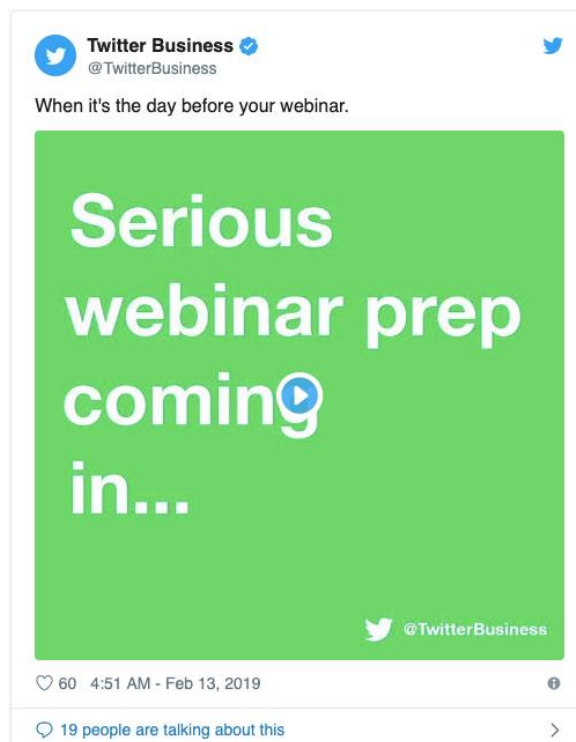 Twitter Business
@TwitterBusiness
When it's the day before your webinar.
Serious
webinar prep
coming
in...
@TwitterBusiness
60 4:51 AM - Feb 13, 2019
19 people are talking about this